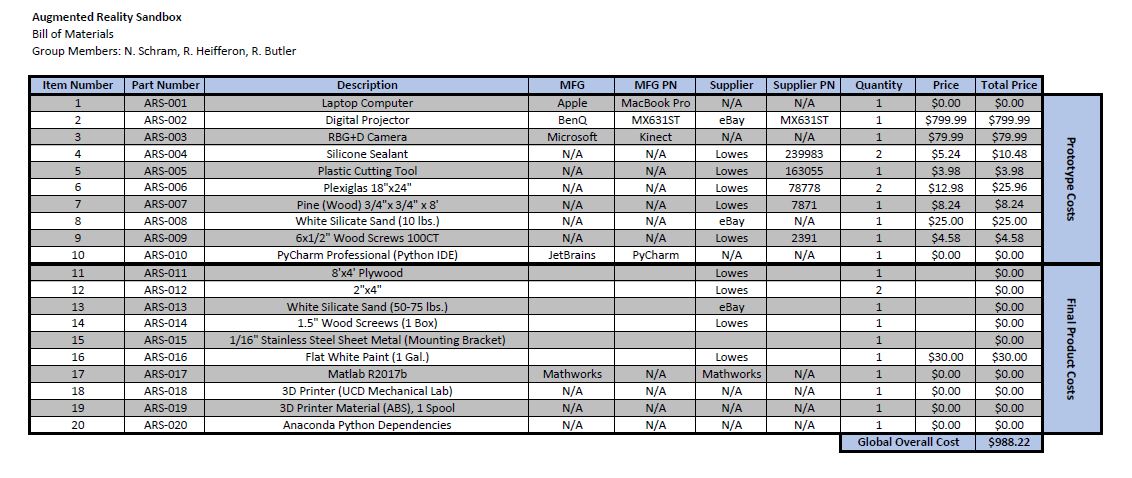 Augmented Reality Sandbox
Bill of Materials
Group Members: N. Schram, R. Heifferon, R. Butler
Item Number Part Number Description MFG MFG PN Supplier Supplier PN Quantity Price Total Price
1 ARS-001 Laptop Computer Apple MacBook Pro N/A N/A 1 $0.00 $0.00
2 ARS-002 Digital Projector BenQ MX631ST eBay MX631ST 1 $799.99 $799.99
3 ARS-003 RBG+D Camera Microsoft Kinect N/A N/A 1 $79.99 $79.99
4 ARS-004 Silicone Sealant N/A N/A Lowes 239983 2 $5.24 $10.48
5 ARS-005 Plastic Cutting Tool N/A N/A Lowes 163055 1 $3.98 $3.98
6 ARS-006 Plexiglas 18"x24" N/A N/A Lowes 78778 2 $12.98 $25.96
7 ARS-007 Pine (Wood) 3/4"x 3/4" x 8' N/A N/A Lowes 7871 1 $8.24 $8.24
8 ARS-008 White Silicate Sand (10 lbs.) N/A N/A eBay N/A 1 $25.00 $25.00
9 ARS-009 6x1/2" Wood Screws 100CT N/A N/A Lowes 2391 1 $4.58 $4.58
10 ARS-010 PyCharm Professional (Python IDE) JetBrains PyCharm N/A N/A 1 $0.00 $0.00
Prototype Costs
11 ARS-011 8'x4' Plywood Lowes 1 $0.00
12 ARS-012 2"x4" Lowes 2 $0.00
13 ARS-013 White Silicate Sand (50-75 lbs.) eBay 1 $0.00
14 ARS-014 1.5" Wood Screews (1 Box) Lowes 1 $0.00
15 ARS-015 1/16" Stainless Steel Sheet Metal (Mounting Bracket) 1 $0.00
16 ARS-016 Flat White Paint (1 Gal.) Lowes 1 $30.00 $30.00
17 ARS-017 Matlab R2017b Mathworks N/A Mathworks N/A 1 $0.00 $0.00
18 ARS-018 3D Printer (UCD Mechanical Lab) N/A N/A N/A N/A 1 $0.00 $0.00
19 ARS-019 3D Printer Material (ABS), 1 Spool N/A N/A N/A N/A 1 $0.00 $0.00
20 ARS-020 Anaconda Python Dependencies N/A N/A N/A N/A 1 $0.00 $0.00
Final Product Costs
Global Overall Cost $988.22